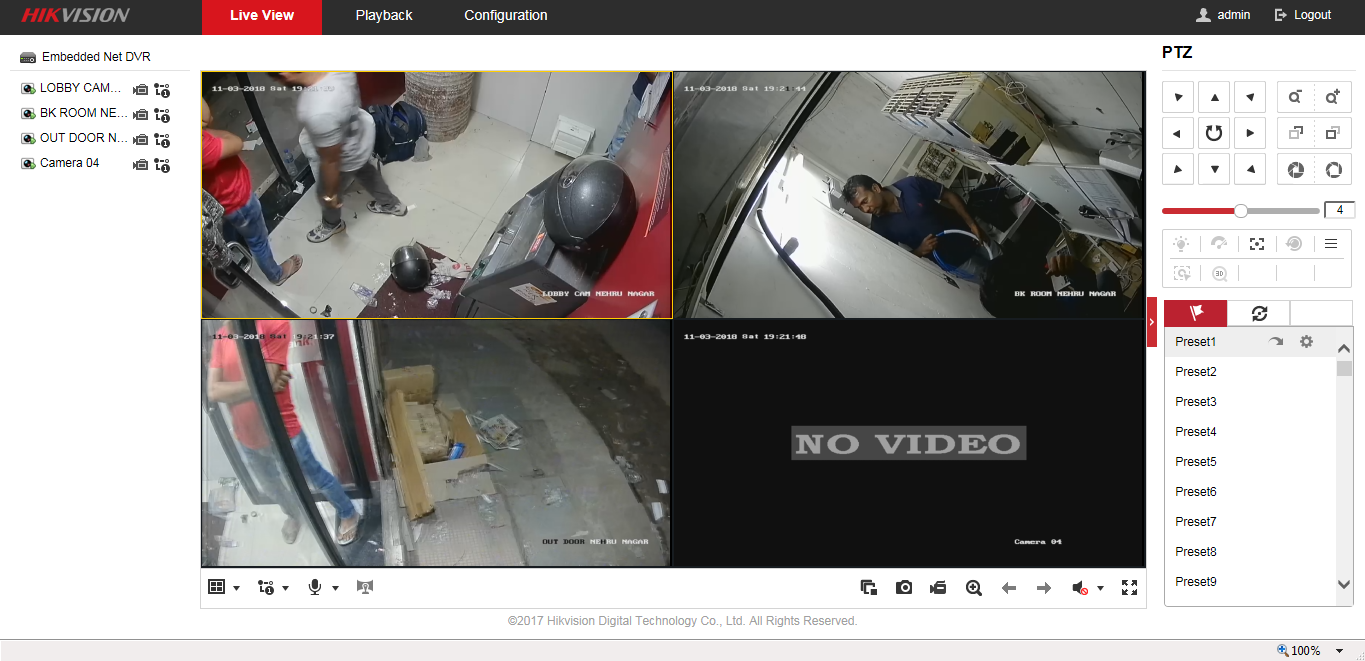 HIKVISION
Live View
Playback
Configuration
admin
Logout
Embedded Net DVR
LOBBY CAM...
BK ROOM NE...
OUT DOOR N...
Camera 04
11-03-2018 Sat
LOBBY CAM NEHRU NAGAR
11-03-2018 Sat 19:21:44
BK ROOM NEHRU NAGAR
11-03-2018 Sat 19:21:37
OUT DOOR NEHRU NAGAR
11-03-2018 Sat 19:21:48
NO VIDEO
Camera 04
PTZ
4
3D
Preset1
Preset2
Preset3
Preset4
Preset5
Preset6
Preset7
Preset8
Preset9
©2017 Hikvision Digital Technology Co., Ltd. All Rights Reserved.
100%